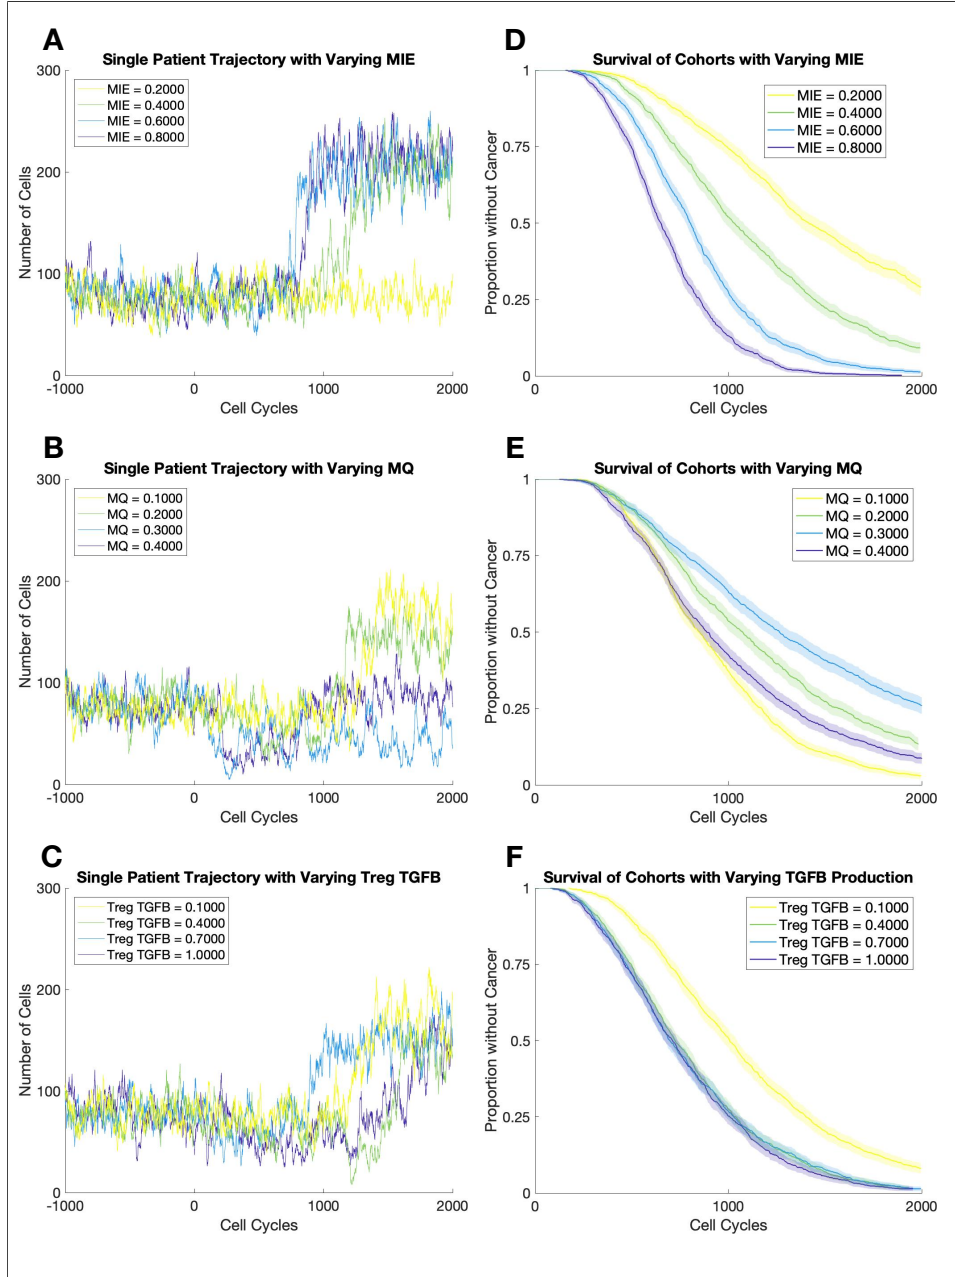 A
Single Patient Trajectory with Varying MIE
300
200
100
0
Number of Cells
MIE = 0.2000
MIE = 0.4000
MIE = 0.6000
MIE = 0.8000
-1000
0
1000
2000
Cell Cycles
D
Survival of Cohorts with Varying MIE
1
0.75
0.5
0.25
0
Proportion without Cancer
MIE = 0.2000
MIE = 0.4000
MIE = 0.6000
MIE = 0.8000
0
1000
2000
Cell Cycles
B
Single Patient Trajectory with Varying MQ
300
200
100
0
Number of Cells
MQ = 0.1000
MQ = 0.2000
MQ = 0.3000
MQ = 0.4000
-1000
0
1000
2000
Cell Cycles
E
Survival of Cohorts with Varying MQ
1
0.75
0.5
0.25
0
Proportion without Cancer
MQ = 0.1000
MQ = 0.2000
MQ = 0.3000
MQ = 0.4000
0
1000
2000
Cell Cycles
C
Single Patient Trajectory with Varying Treg TGFB
300
200
100
0
Number of Cells
Treg TGFB = 0.1000
Treg TGFB = 0.4000
Treg TGFB = 0.7000
Treg TGFB = 1.0000
-1000
0
1000
2000
Cell Cycles
F
Survival of Cohorts with Varying TGFB Production
1
0.75
0.5
0.25
0
Proportion without Cancer
Treg TGFB = 0.1000
Treg TGFB = 0.4000
Treg TGFB = 0.7000
Treg TGFB = 1.0000
0
1000
2000
Cell Cycles